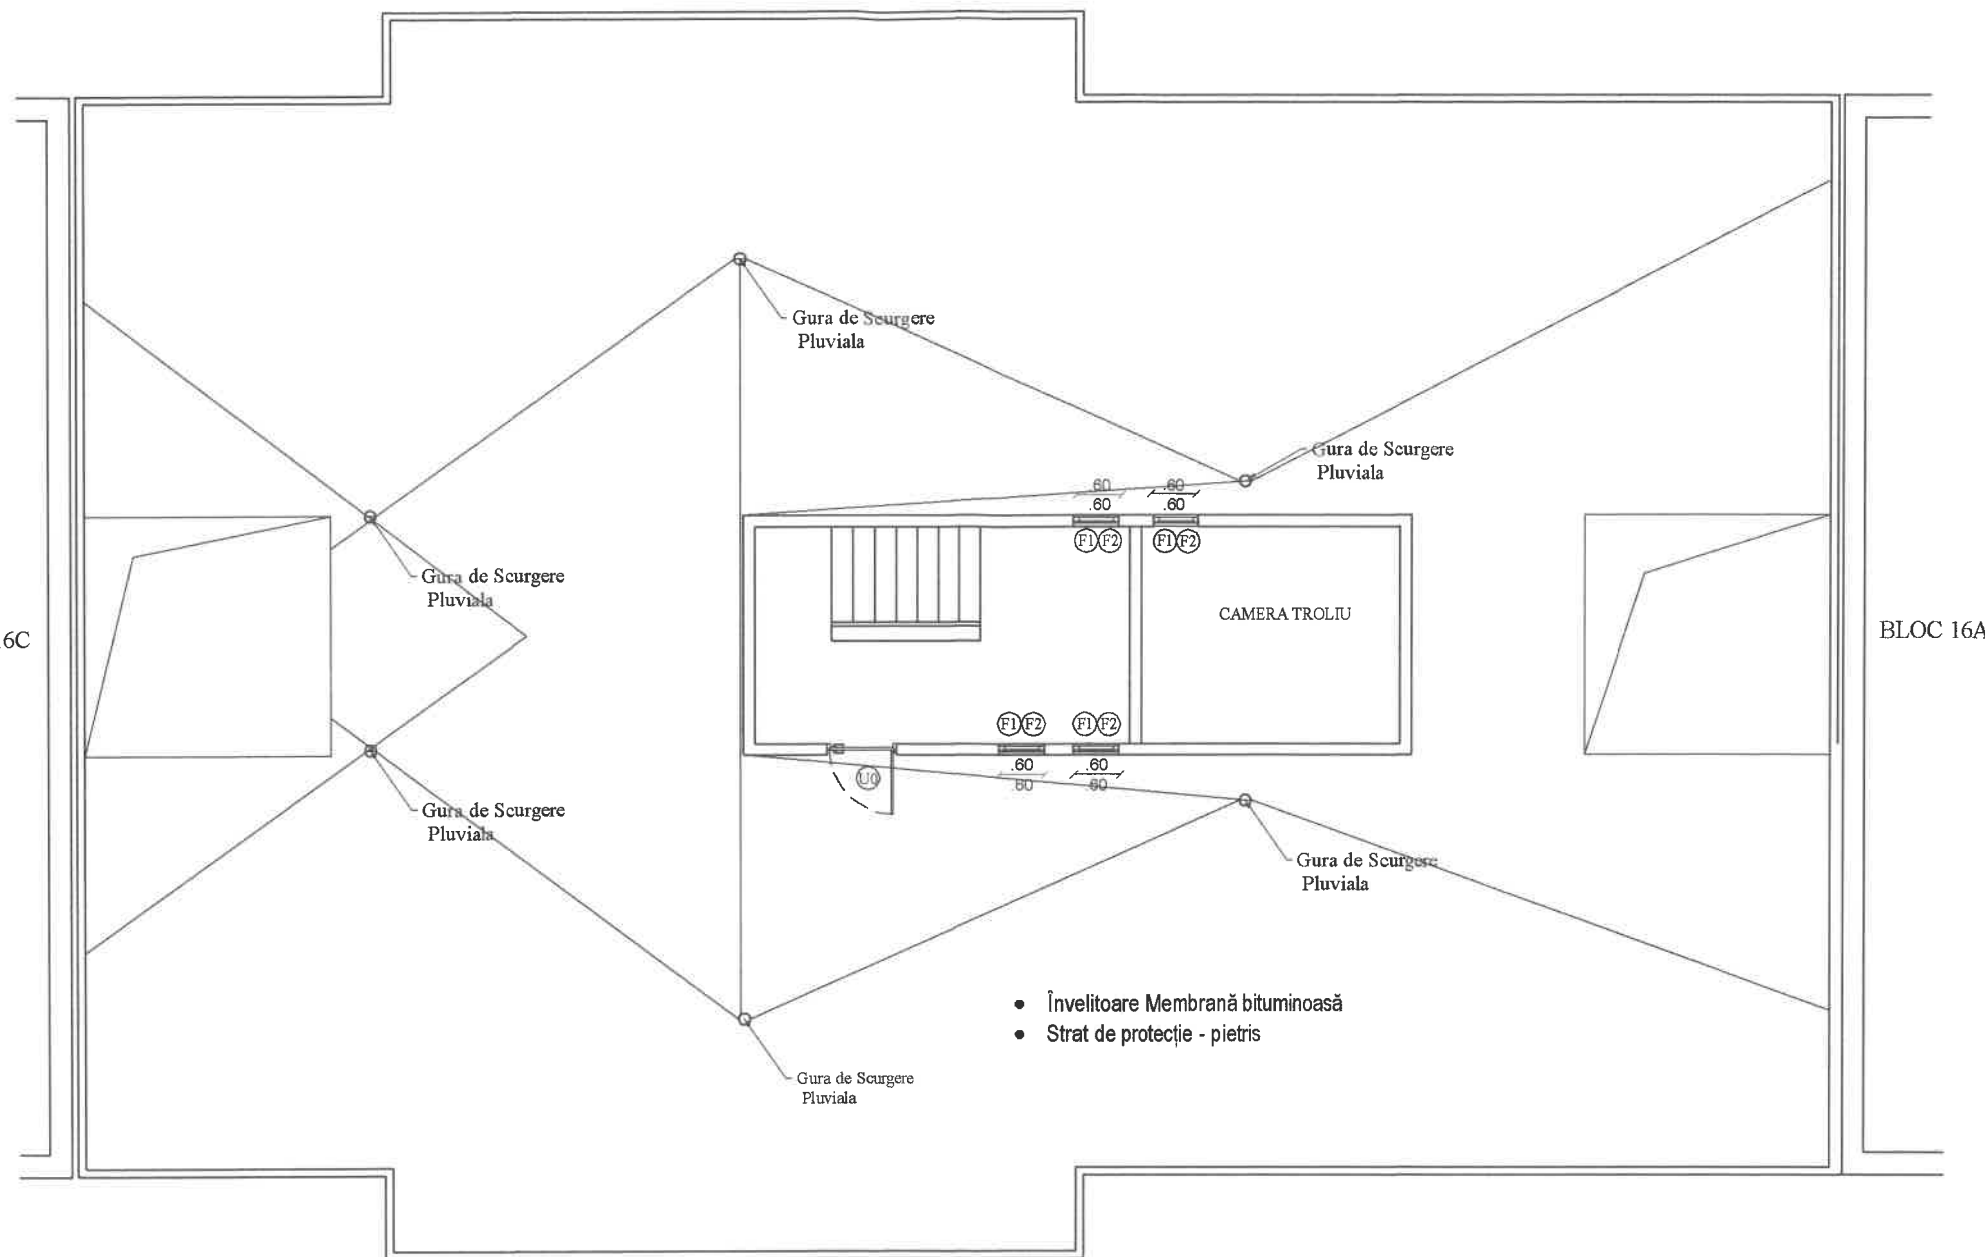 Gura de Scurgere
Pluviala
Gura de Scurgere
Pluviala
.60
.60
.60
.60
F1 F2
F1 F2
Gura de Scurgere
Pluviala
CAMERA TROLIU
6C
BLOC 16A
F1 F2
F1 F2
.60
.60
.60
.60
U0
Gura de Scurgere
Pluviala
Gura de Scurgere
Pluviala
• Învelitoare Membrană bituminoasă
• Strat de protecție - pietris
Gura de Scurgere
Pluviala